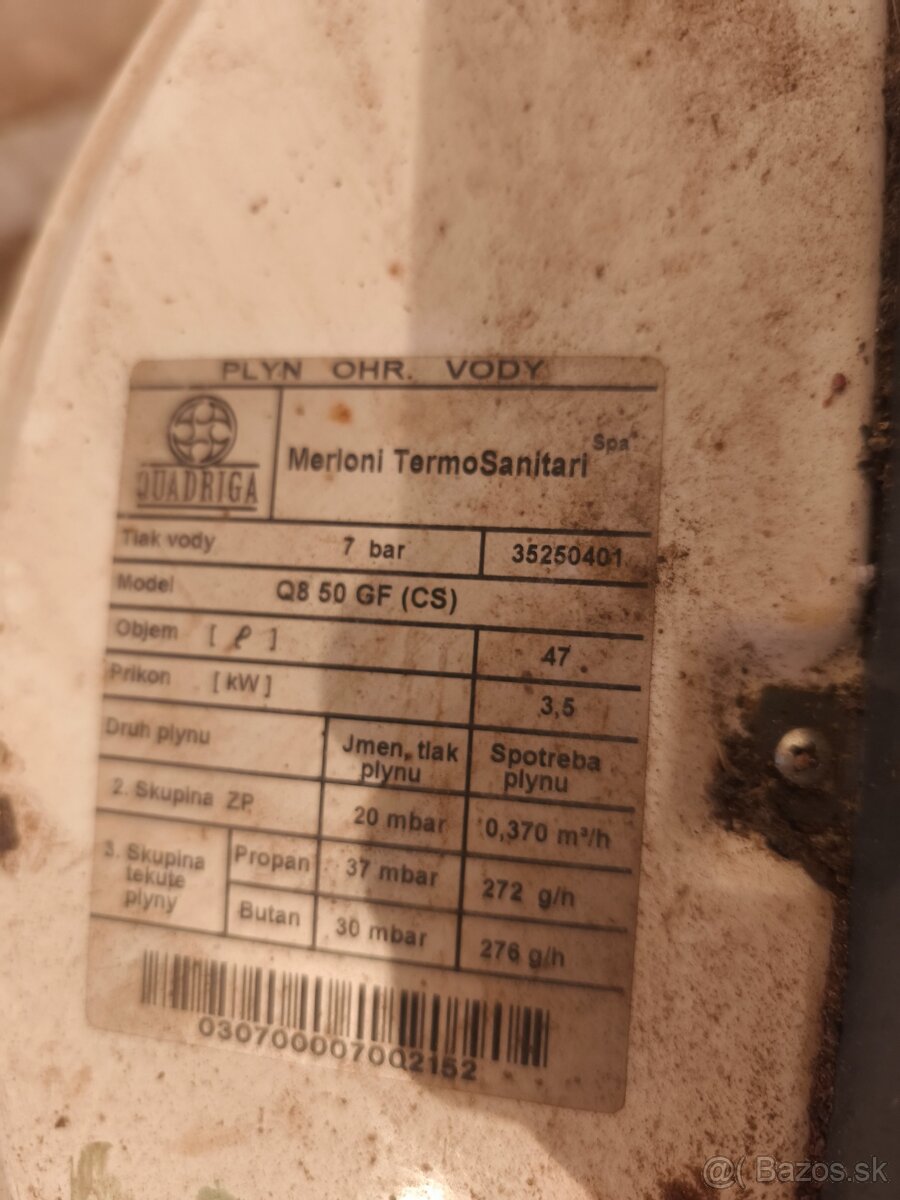 PLYN OHR. VODY
QUADRIGA
Merloni TermoSanitari Spa
Tlak vody 7 bar 35250401
Model Q8 50 GF (CS)
Objem [ ℓ ] 47
Prikon [kW] 3,5
Druh plynu Jmen, tlak plynu Spotreba plynu
2. Skupina ZP 20 mbar 0,370 m³/h
3. Skupina tekute plyny Propan 37 mbar 272 g/h
Butan 30 mbar 276 g/h
030700007002152
@( Bazos.sk